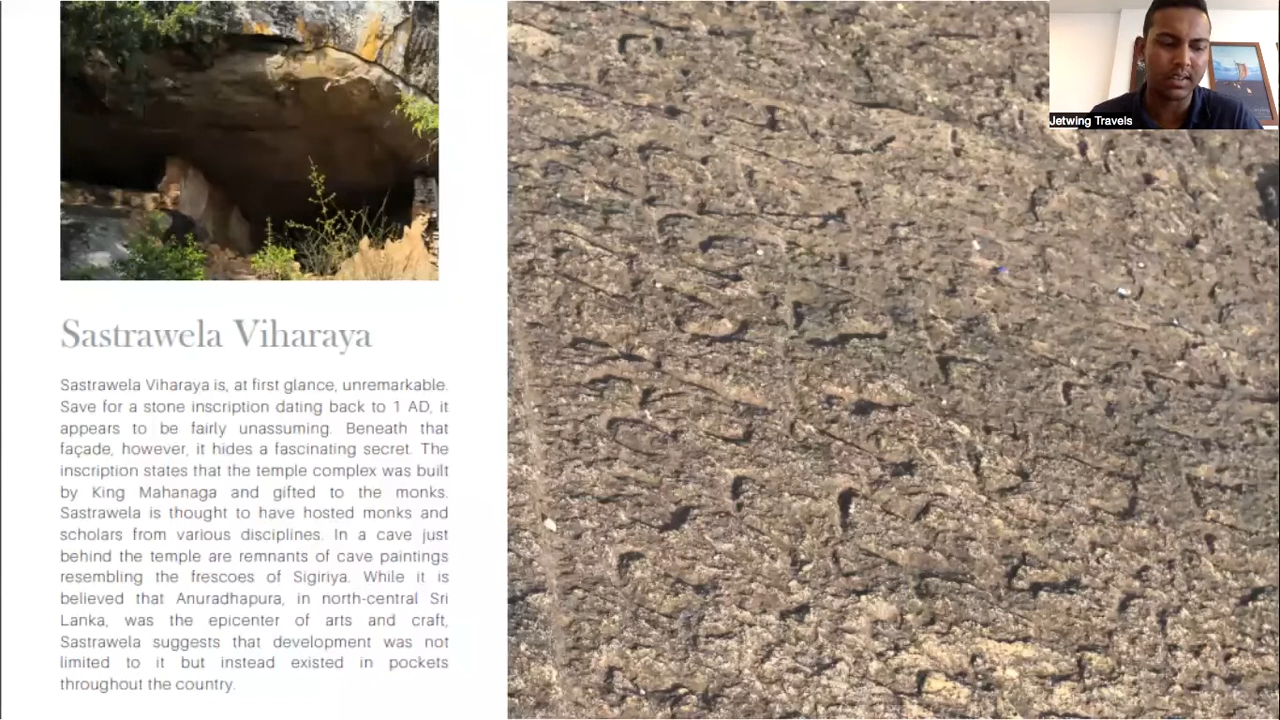 Jetwing Travels
Sastrawela Viharaya
Sastrawela Viharaya is, at first glance, unremarkable.
Save for a stone inscription dating back to 1 AD, it
appears to be fairly unassuming. Beneath that
façade, however, it hides a fascinating secret. The
inscription states that the temple complex was built
by King Mahanaga and gifted to the monks.
Sastrawela is thought to have hosted monks and
scholars from various disciplines. In a cave just
behind the temple are remnants of cave paintings
resembling the frescoes of Sigiriya. While it is
believed that Anuradhapura, in north-central Sri
Lanka, was the epicenter of arts and craft,
Sastrawela suggests that development was not
limited to it but instead existed in pockets
throughout the country.